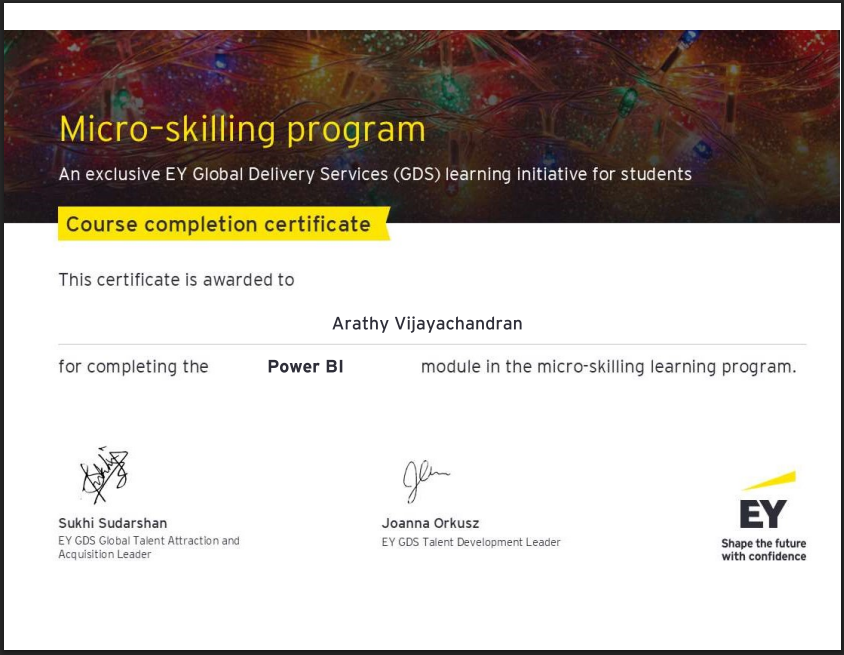 Micro-skilling program
An exclusive EY Global Delivery Services (GDS) learning initiative for students
Course completion certificate
This certificate is awarded to
Arathy Vijayachandran
for completing the Power BI module in the micro-skilling learning program.
Sukhi Sudarshan
EY GDS Global Talent Attraction and
Acquisition Leader
Joanna Orkusz
EY GDS Talent Development Leader
EY
Shape the future
with confidence